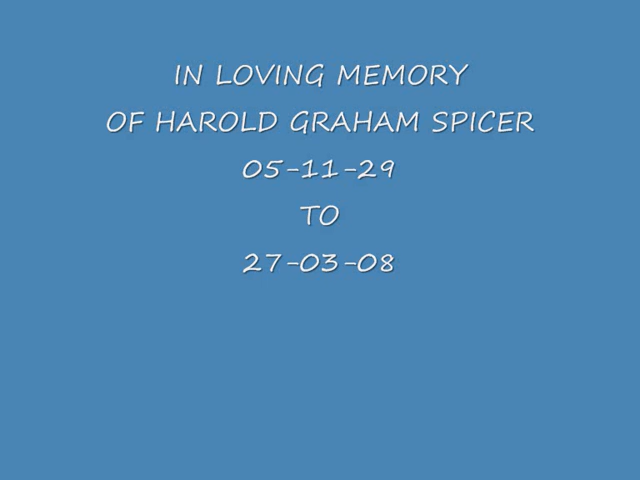 IN LOVING MEMORY
OF HAROLD GRAHAM SPICER
05-11-29
TO
27-03-08